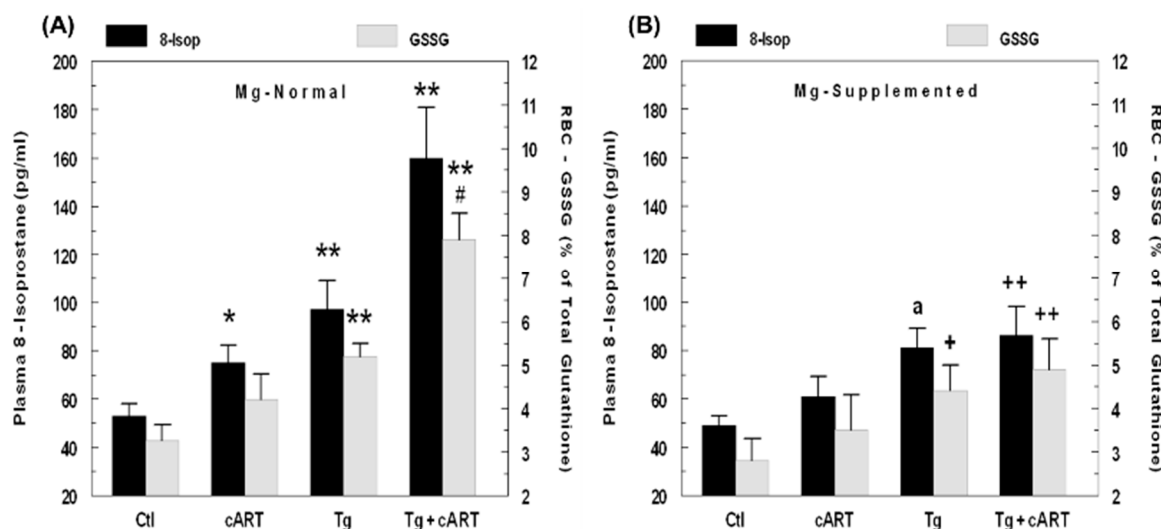 (A)
8-Isop
GSSG
Mg-Normal
Plasma 8-Isoprostane (pg/ml)
200
180
160
140
120
100
80
60
40
20
*
**
**
**
**
#
12
11
10
9
8
7
6
5
4
3
2
RBC - GSSG (% of Total Glutathione)
Ctl
cART
Tg
Tg+cART
(B)
8-Isop
GSSG
Mg-Supplemented
Plasma 8-Isoprostane (pg/ml)
200
180
160
140
120
100
80
60
40
20
a
+
++
++
12
11
10
9
8
7
6
5
4
3
2
RBC - GSSG (% of Total Glutathione)
Ctl
cART
Tg
Tg+cART